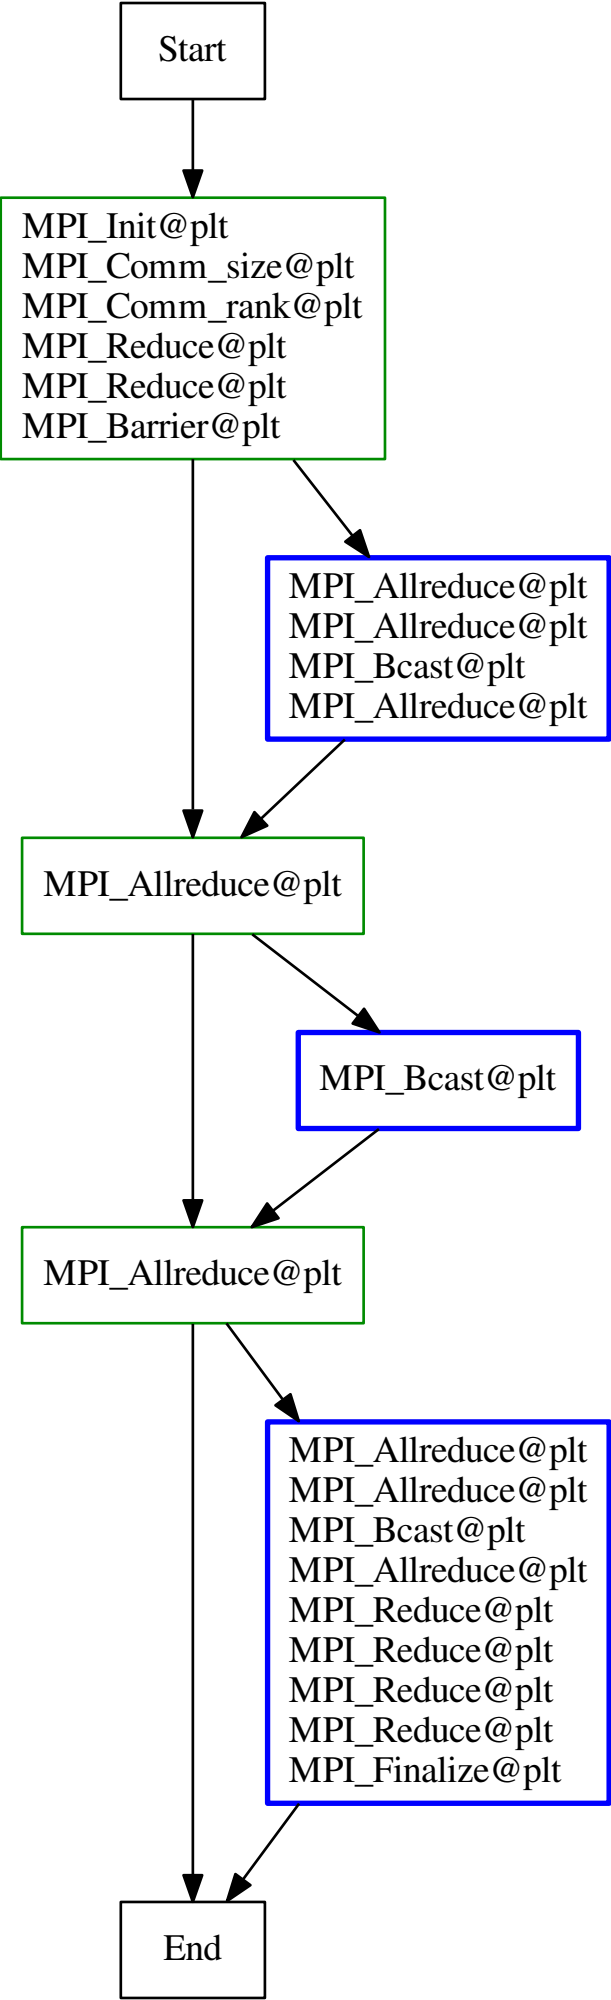 Start
MPI_Init@plt
MPI_Comm_size@plt
MPI_Comm_rank@plt
MPI_Reduce@plt
MPI_Reduce@plt
MPI_Barrier@plt
MPI_Allreduce@plt
MPI_Allreduce@plt
MPI_Bcast@plt
MPI_Allreduce@plt
MPI_Allreduce@plt
MPI_Bcast@plt
MPI_Allreduce@plt
MPI_Allreduce@plt
MPI_Allreduce@plt
MPI_Bcast@plt
MPI_Allreduce@plt
MPI_Reduce@plt
MPI_Reduce@plt
MPI_Reduce@plt
MPI_Reduce@plt
MPI_Finalize@plt
End